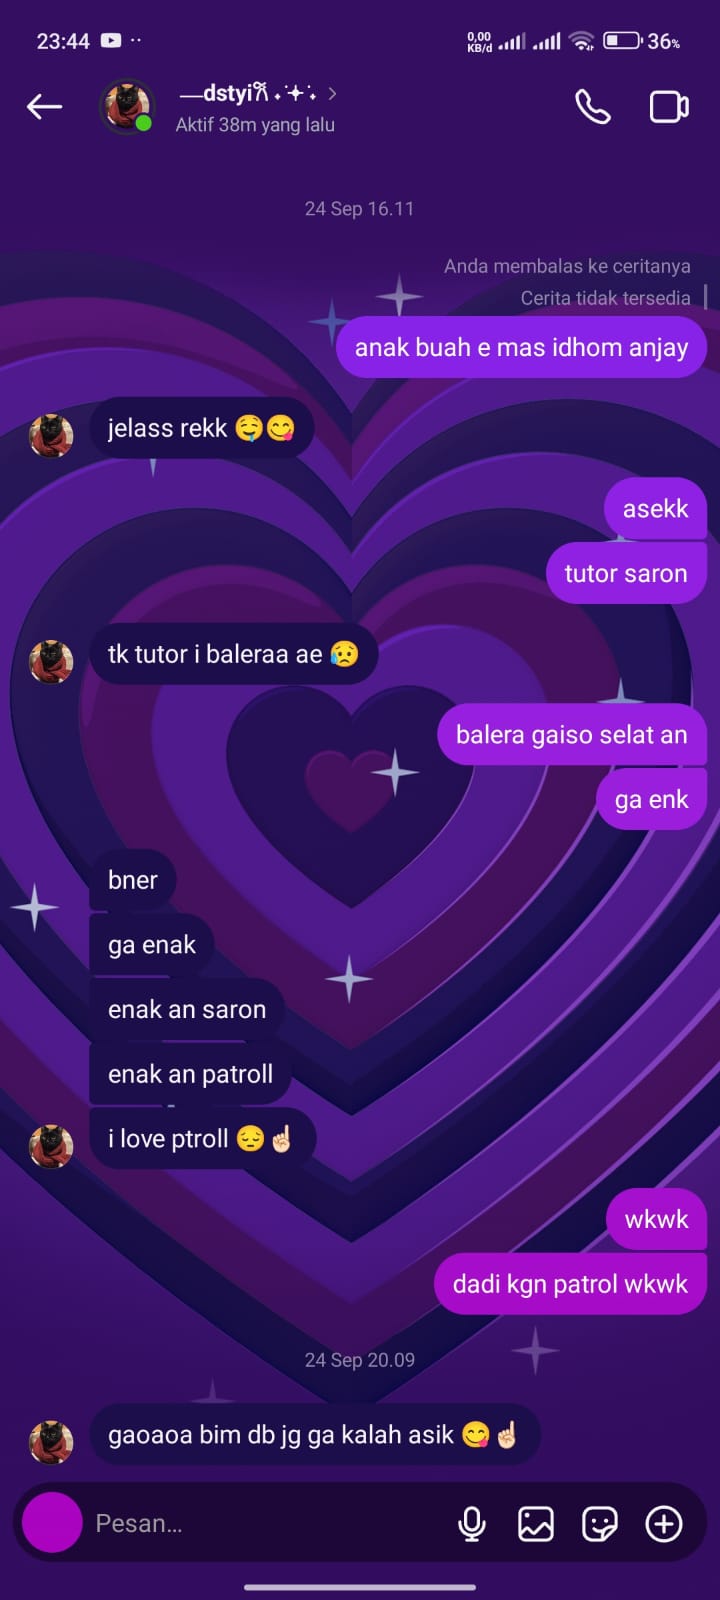 23:44
0,00 KB/d
36%
__dstyi🎀 . ݁₊ ⊹ . ݁
Aktif 38m yang lalu
24 Sep 16.11
Anda membalas ke ceritanya
Cerita tidak tersedia
anak buah e mas idhom anjay
jelass rekk 🤤😋
asekk
tutor saron
tk tutor i baleraa ae 😥
balera gaiso selat an
ga enk
bner
ga enak
enak an saron
enak an patroll
i love ptroll 😔☝🏻
wkwk
dadi kgn patrol wkwk
24 Sep 20.09
gaoaoa bim db jg ga kalah asik 😋☝🏻
Pesan...